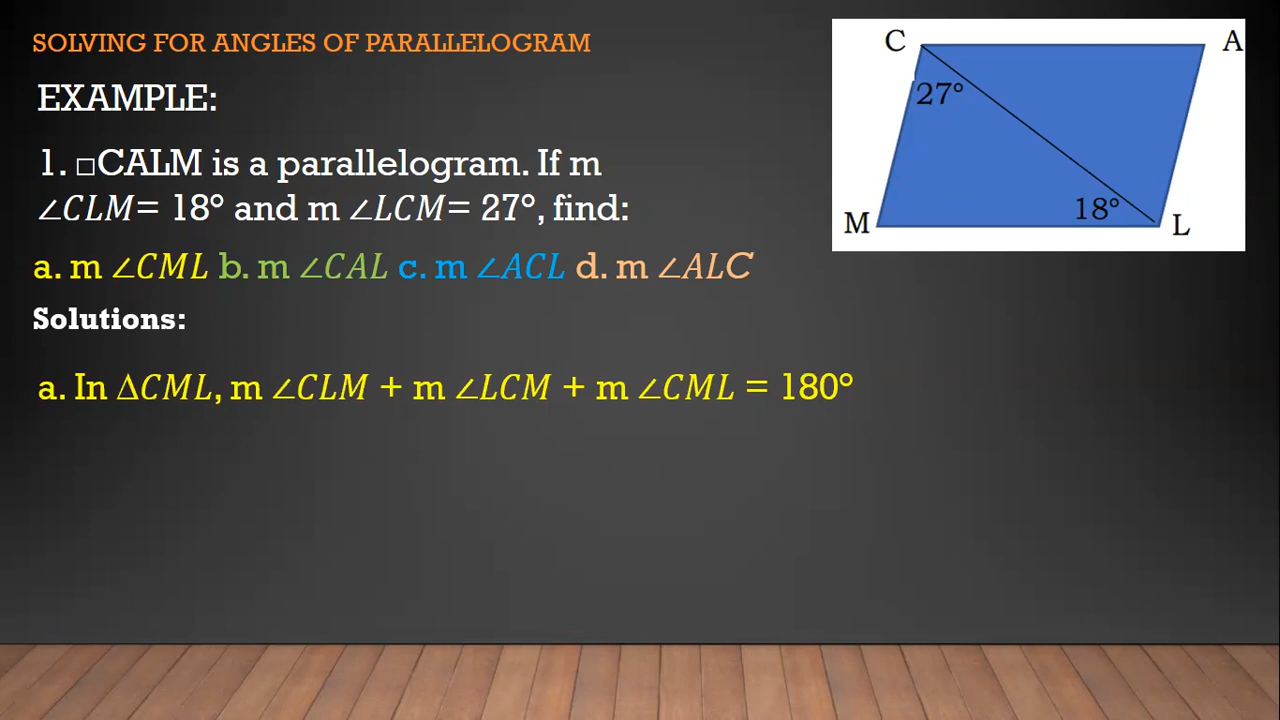 SOLVING FOR ANGLES OF PARALLELOGRAM
EXAMPLE:
1. □CALM is a parallelogram. If m
∠CLM= 18° and m ∠LCM= 27°, find:
a. m ∠CML b. m ∠CAL c. m ∠ACL d. m ∠ALC
Solutions:
a. In ∆CML, m ∠CLM + m ∠LCM + m ∠CML = 180°
C
A
27°
18°
M
L